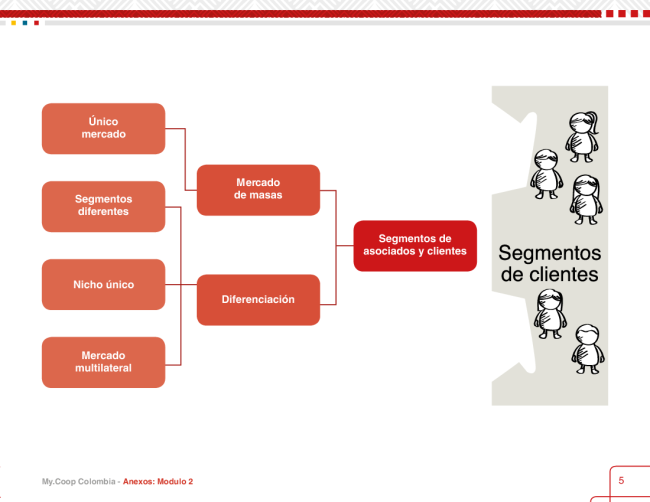 Único
mercado
Segmentos
diferentes
Nicho único
Mercado
multilateral
Mercado
de masas
Diferenciación
Segmentos de
asociados y clientes
Segmentos
de clientes
My.Coop Colombia - Anexos: Modulo 2
5